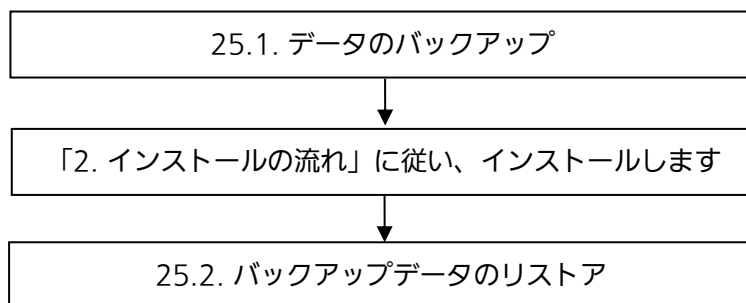 25.1. データのバックアップ
「2. インストールの流れ」に従い、インストールします
25.2. バックアップデータのリストア